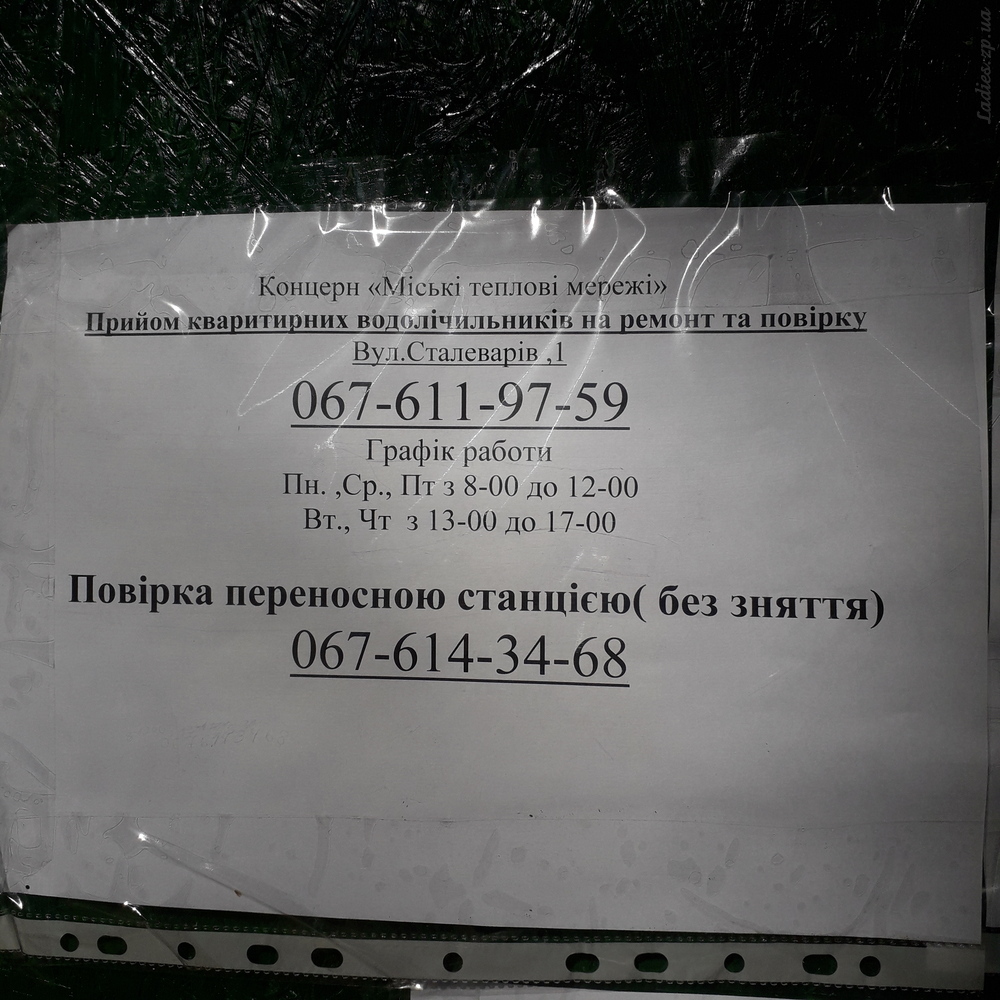 Концерн «Міські теплові мережі»
Прийом кваритирних водолічильників на ремонт та повірку
Вул.Сталеварів ,1
067-611-97-59
Графік работи
Пн. ,Ср., Пт з 8-00 до 12-00
Вт., Чт з 13-00 до 17-00
Повірка переносною станцією( без зняття)
067-614-34-68
Ladies.zp.ua